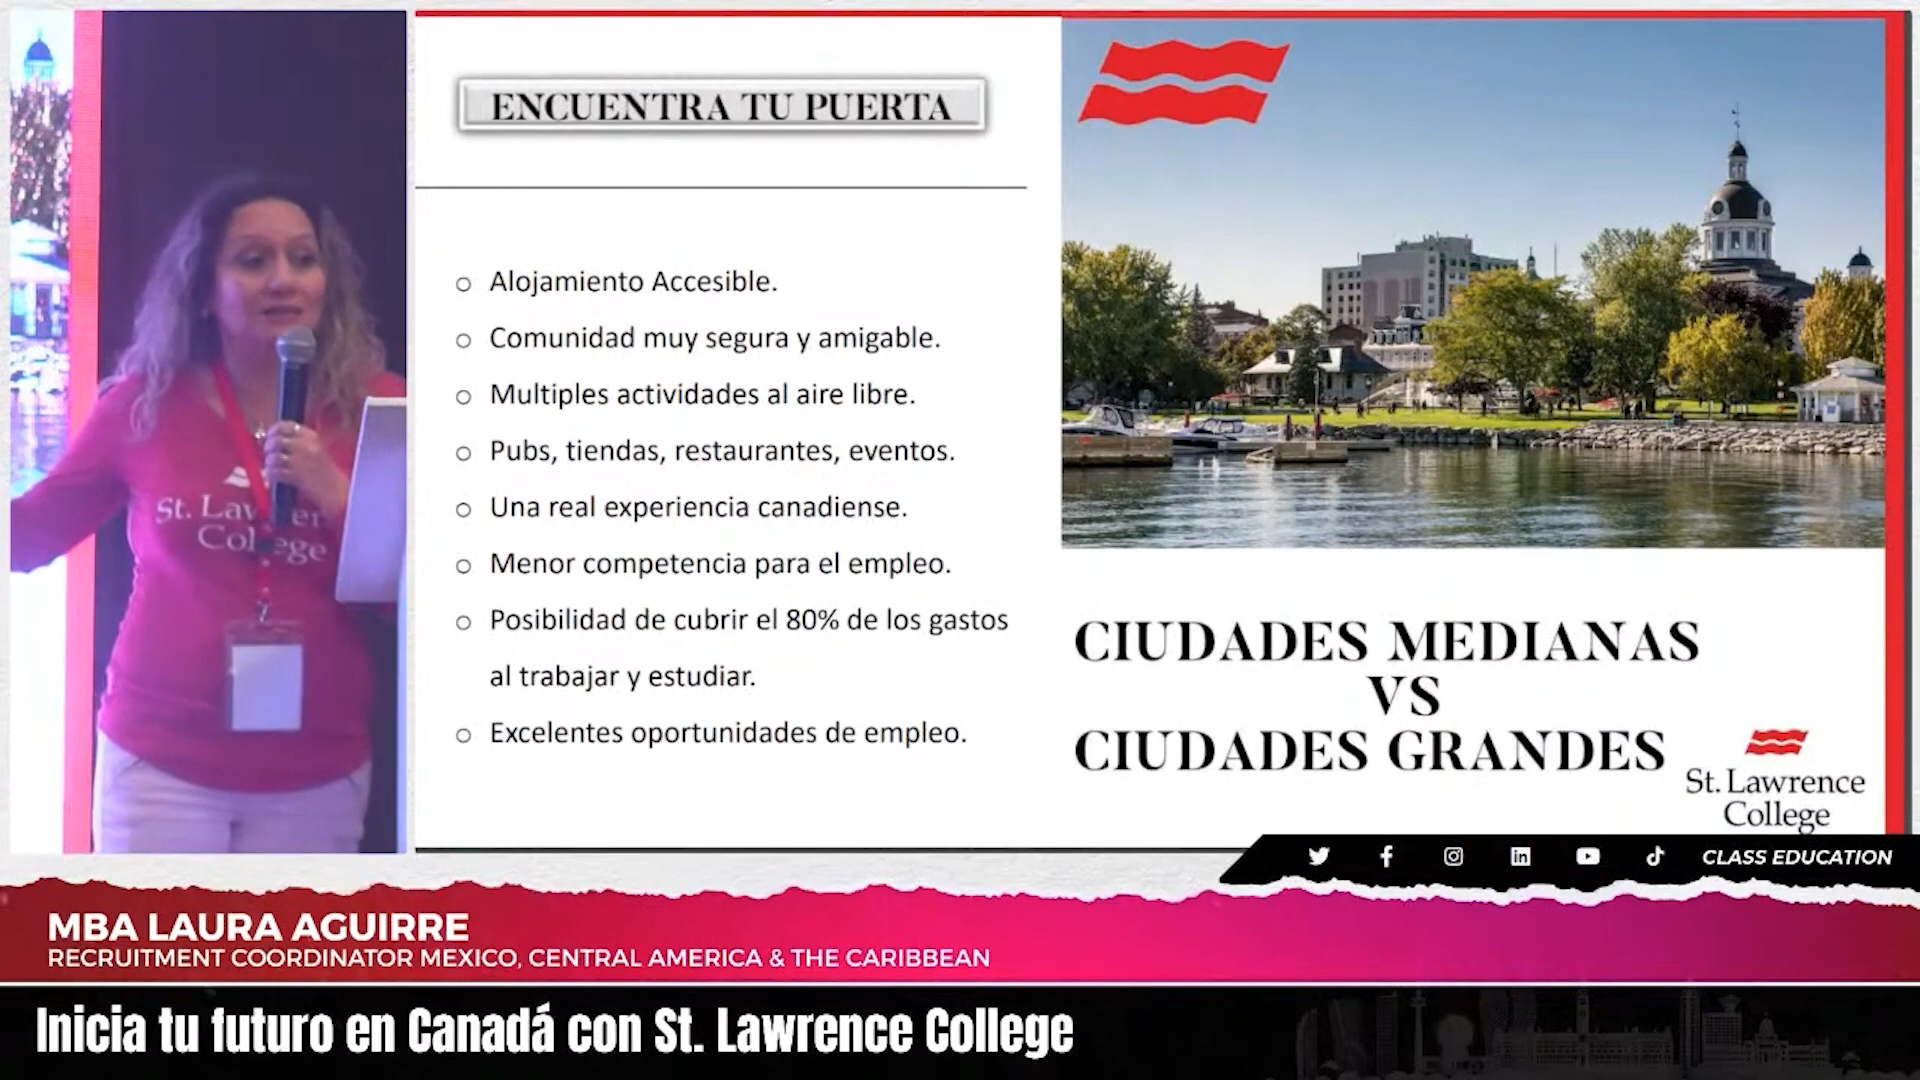 ENCUENTRA TU PUERTA
Alojamiento Accesible.
Comunidad muy segura y amigable.
Multiples actividades al aire libre.
Pubs, tiendas, restaurantes, eventos.
Una real experiencia canadiense.
Menor competencia para el empleo.
Posibilidad de cubrir el 80% de los gastos
al trabajar y estudiar.
Excelentes oportunidades de empleo.
CIUDADES MEDIANAS
VS
CIUDADES GRANDES
St. Lawrence
College
St.
College
CLASS EDUCATION
MBA LAURA AGUIRRE
RECRUITMENT COORDINATOR MEXICO, CENTRAL AMERICA & THE CARIBBEAN
Inicia tu futuro en Canadá con St. Lawrence College